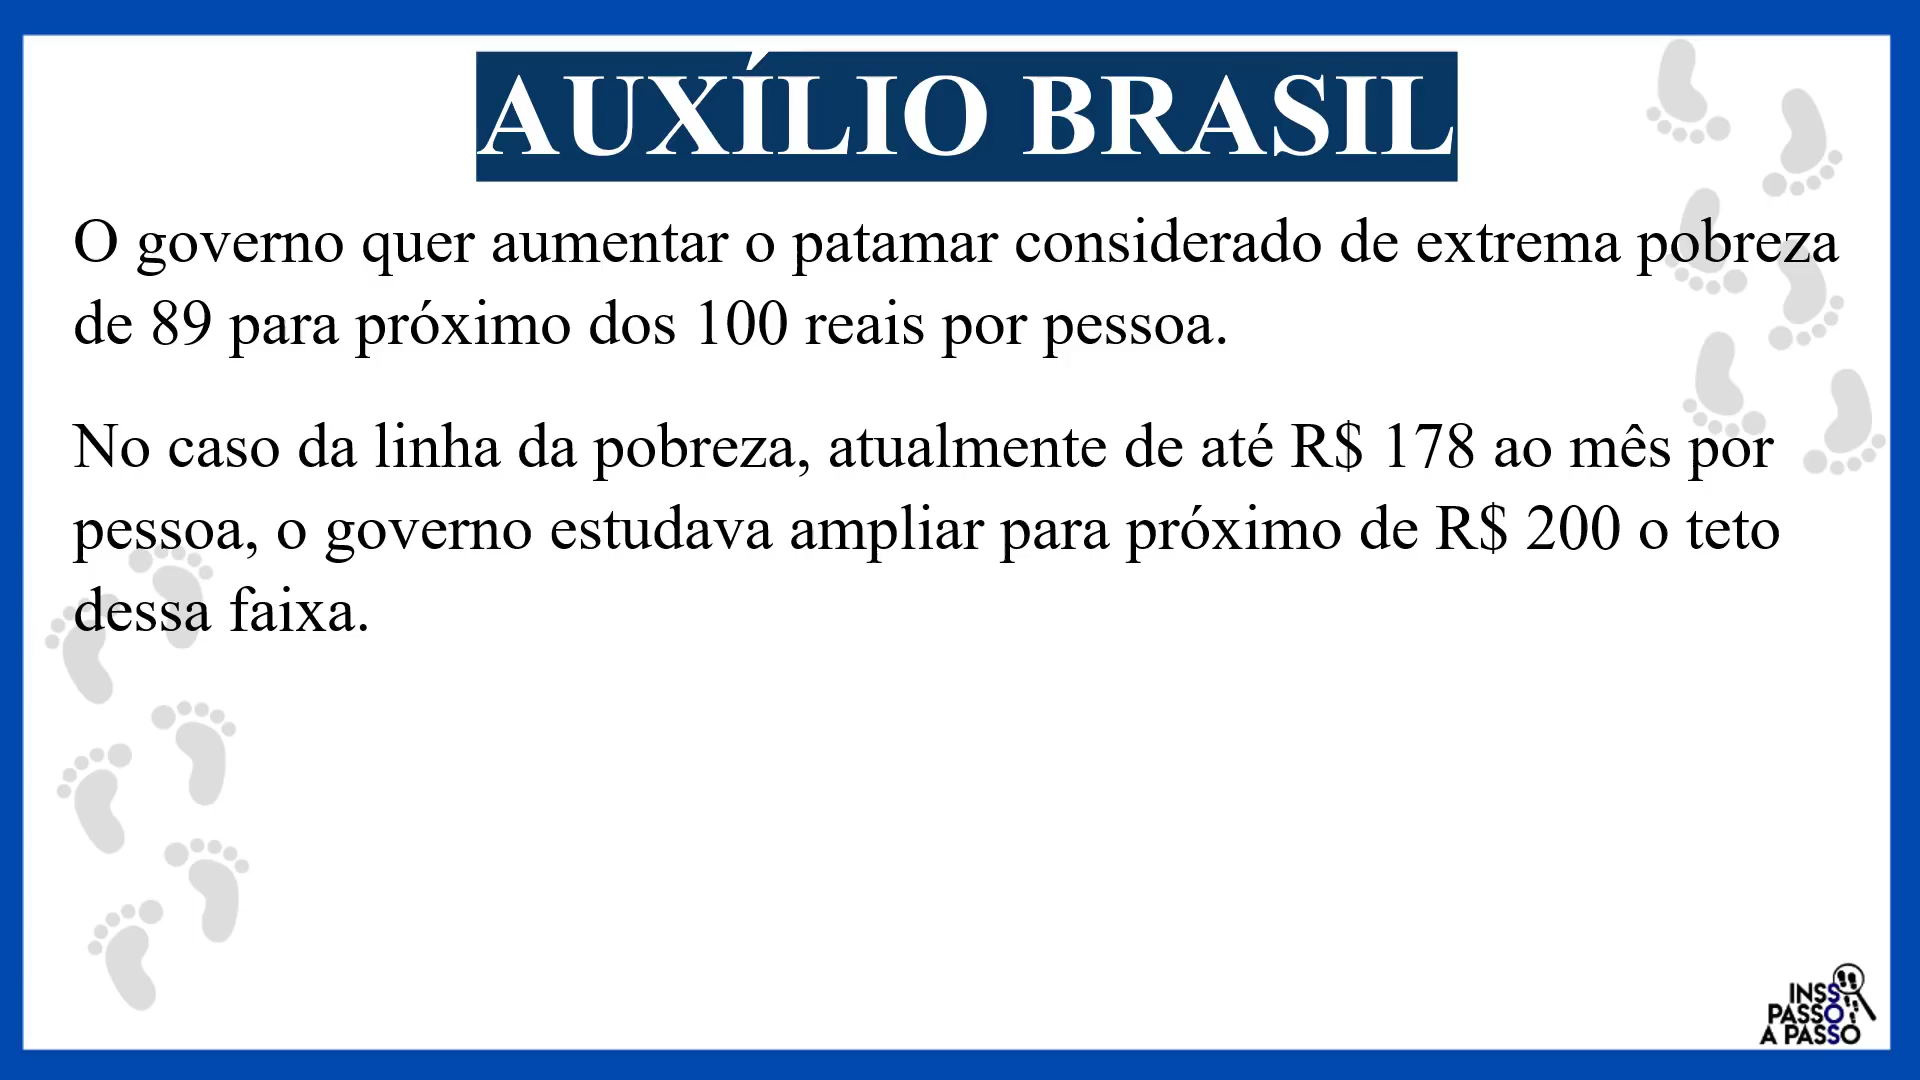 AUXÍLIO BRASIL
O governo quer aumentar o patamar considerado de extrema pobreza
de 89 para próximo dos 100 reais por pessoa.
No caso da linha da pobreza, atualmente de até R$ 178 ao mês por
pessoa, o governo estudava ampliar para próximo de R$ 200 o teto
dessa faixa.
INSS
PASSO
A PASSO